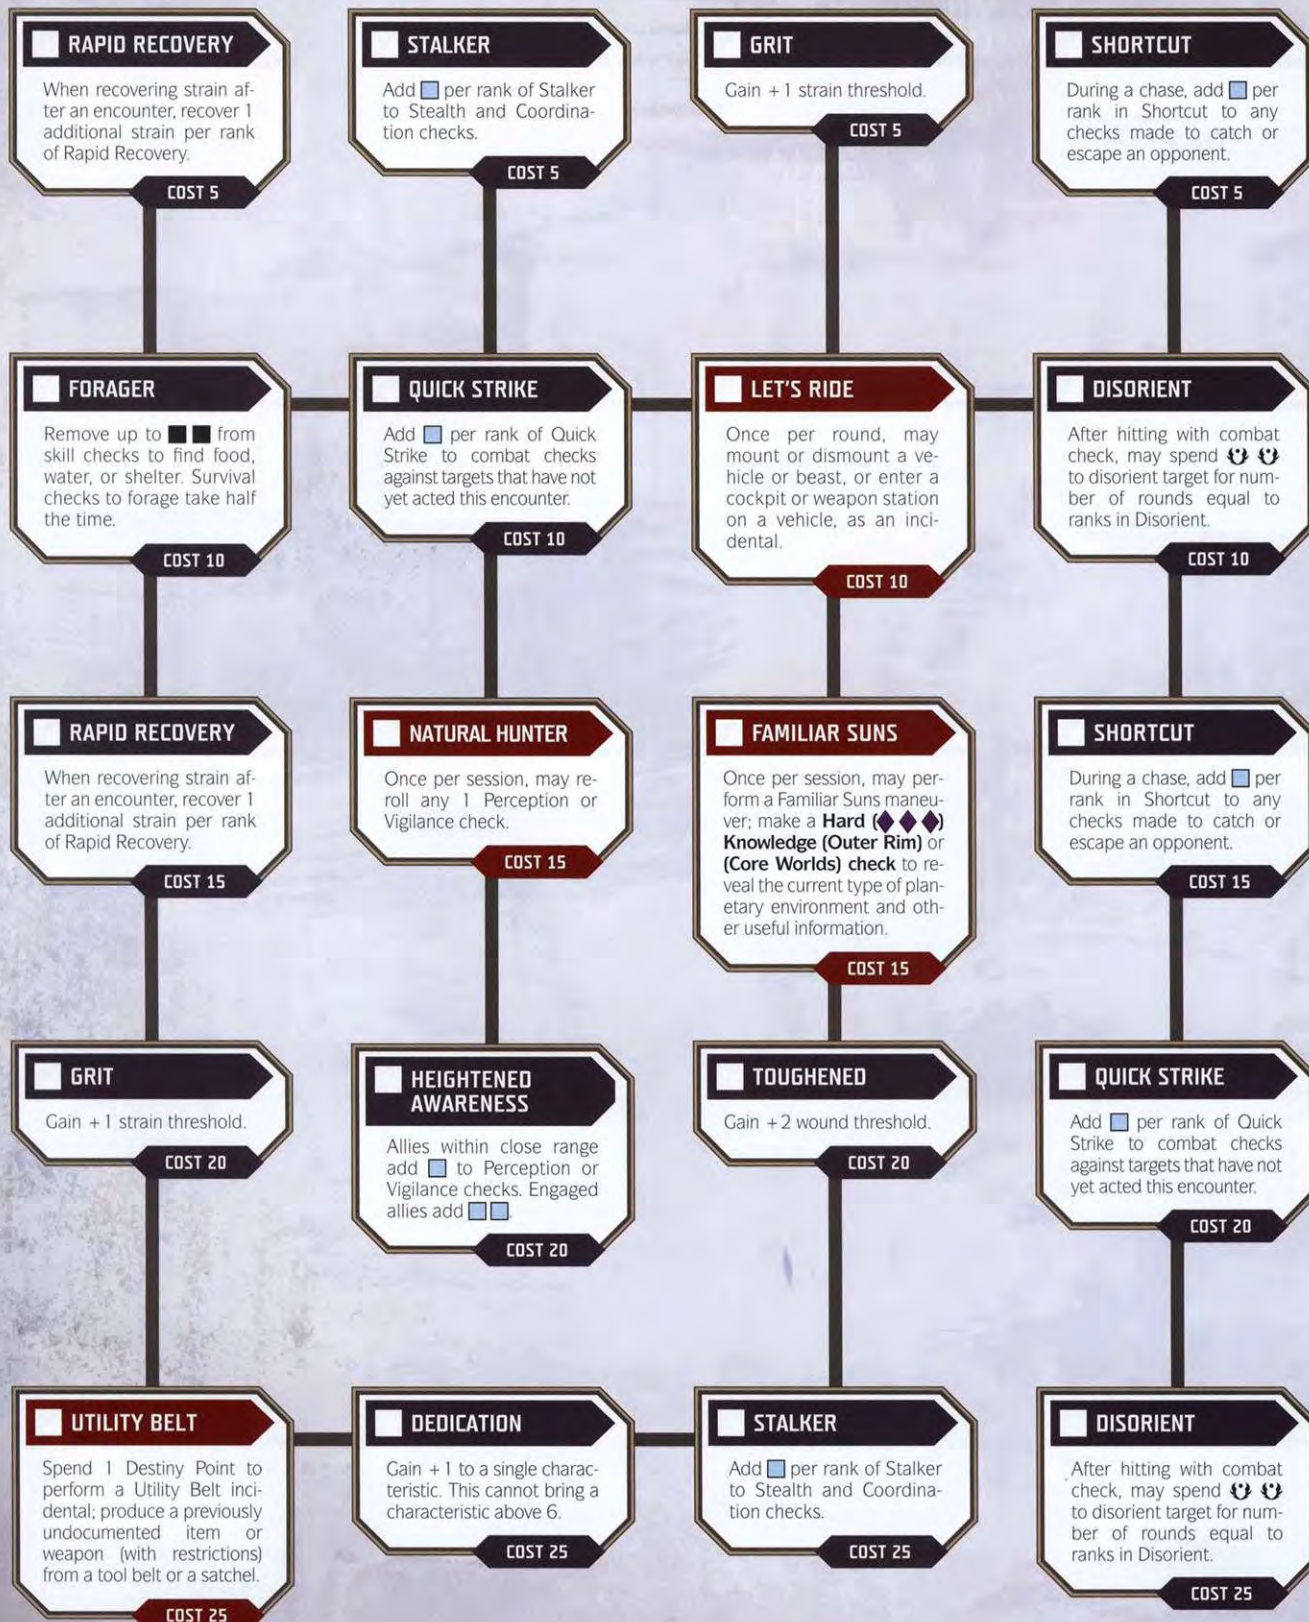 RAPID RECOVERY
When recovering strain af-
ter an encounter, recover 1
additional strain per rank
of Rapid Recovery.
COST 5
STALKER
Add per rank of Stalker
to Stealth and Coordina-
tion checks.
COST 5
GRIT
Gain +1 strain threshold.
COST 5
SHORTCUT
During a chase, add per
rank in Shortcut to any
checks made to catch or
escape an opponent.
COST 5
FORAGER
Remove up to from
skill checks to find food,
water, or shelter. Survival
checks to forage take half
the time.
COST 10
QUICK STRIKE
Add per rank of Quick
Strike to combat checks
against targets that have not
yet acted this encounter.
COST 10
LET'S RIDE
Once per round, may
mount or dismount a ve-
hicle or beast, or enter a
cockpit or weapon station
on a vehicle, as an inci-
dental.
COST 10
DISORIENT
After hitting with combat
check, may spend
to disorient target for num-
ber of rounds equal to
ranks in Disorient.
COST 10
RAPID RECOVERY
When recovering strain af-
ter an encounter, recover 1
additional strain per rank
of Rapid Recovery.
COST 15
NATURAL HUNTER
Once per session, may re-
roll any 1 Perception or
Vigilance check.
COST 15
FAMILIAR SUNS
Once per session, may per-
form a Familiar Suns maneu-
ver; make a Hard (◆ ◆ ◆)
Knowledge (Outer Rim) or
(Core Worlds) check to re-
veal the current type of plan-
etary environment and oth-
er useful information.
COST 15
SHORTCUT
During a chase, add per
rank in Shortcut to any
checks made to catch or
escape an opponent.
COST 15
GRIT
Gain +1 strain threshold.
COST 20
HEIGHTENED
AWARENESS
Allies within close range
add to Perception or
Vigilance checks. Engaged
allies add .
COST 20
TOUGHENED
Gain +2 wound threshold.
COST 20
QUICK STRIKE
Add per rank of Quick
Strike to combat checks
against targets that have not
yet acted this encounter.
COST 20
UTILITY BELT
Spend 1 Destiny Point to
perform a Utility Belt inci-
dental; produce a previously
undocumented item or
weapon (with restrictions)
from a tool belt or a satchel.
COST 25
DEDICATION
Gain +1 to a single charac-
teristic. This cannot bring a
characteristic above 6.
COST 25
STALKER
Add per rank of Stalker
to Stealth and Coordina-
tion checks.
COST 25
DISORIENT
After hitting with combat
check, may spend
to disorient target for num-
ber of rounds equal to
ranks in Disorient.
COST 25